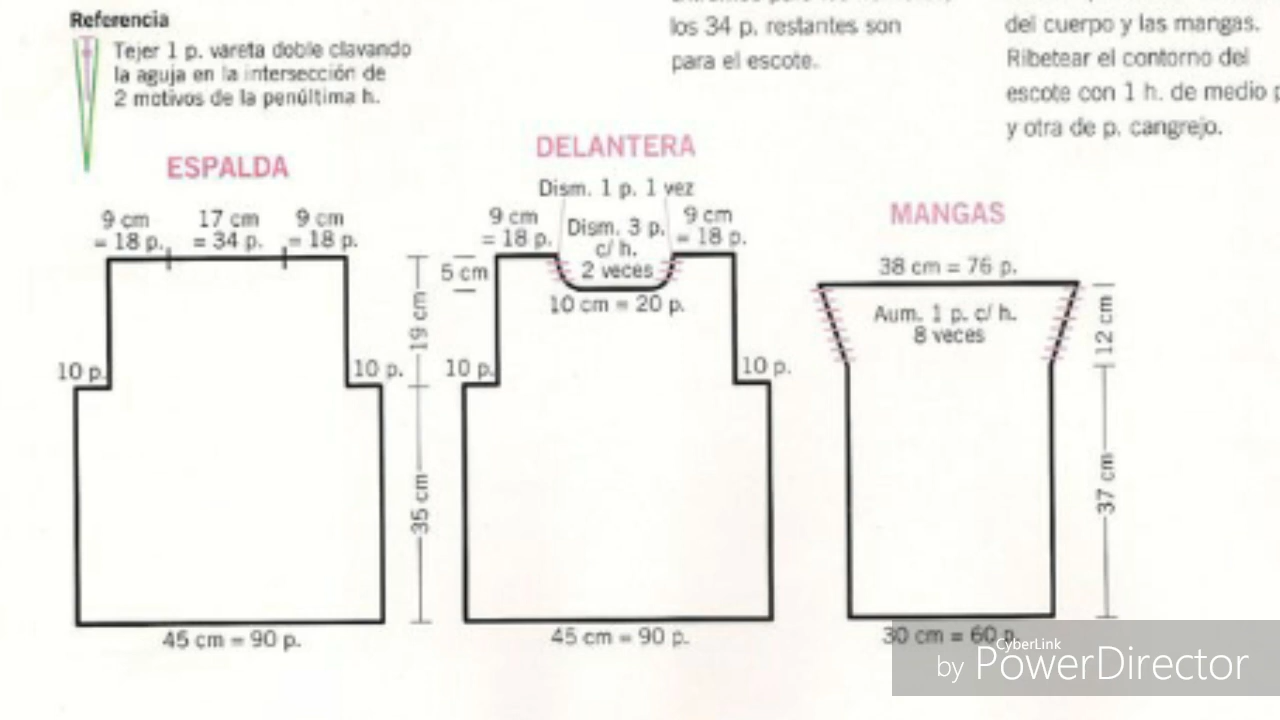 Referencia
Tejer 1 p. vareta doble clavando
la aguja en la intersección de
2 motivos de la penúltima h.
los 34 p. restantes son
para el escote.
del cuerpo y las mangas.
Ribetear el contorno del
escote con 1 h. de medio p
y otra de p. cangrejo.
ESPALDA
9 cm
= 18 p.
17 cm
= 34 p.
9 cm
= 18 p.
10 p.
10 p.
45 cm = 90 p.
19 cm
35 cm
DELANTERA
Dism. 1 p. 1 vez
9 cm
= 18 p.
Dism. 3 p.
c/ h.
2 veces
9 cm
= 18 p.
5 cm
10 cm = 20 p.
10 p.
10 p.
45 cm = 90 p.
MANGAS
38 cm = 76 p.
Aum. 1 p. c/ h.
8 veces
12 cm
37 cm
30 cm = 60 p.
CyberLink
by PowerDirector